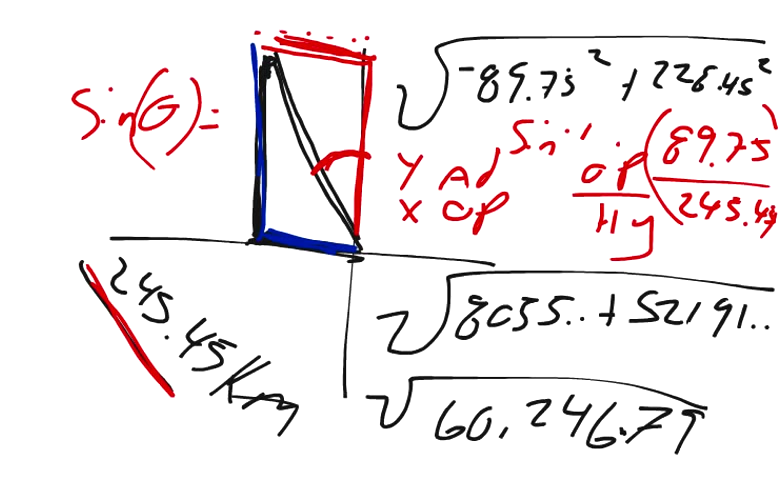 √-89.75² + 228.45²
Sin(θ)=
Sin⁻¹ (89.75/245.45)
Y Ad
X OP
OP/Hy
√8055.. + 52191..
245.45 Km
√60,246.79